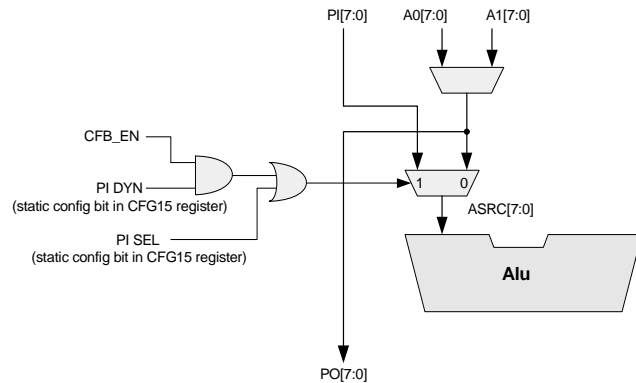 PI[7:0] A0[7:0] A1[7:0]
CFB_EN
PI DYN
(static config bit in CFG15 register)
1 0
ASRC[7:0]
PI SEL
(static config bit in CFG15 register)
Alu
PO[7:0]